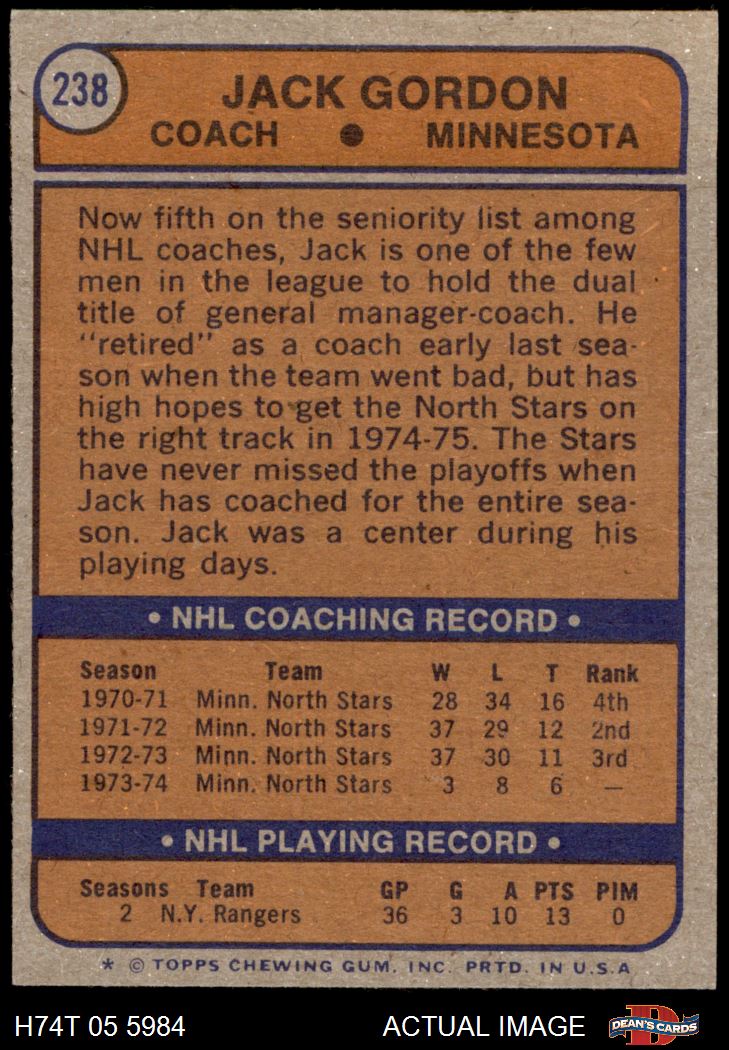 238
JACK GORDON
COACH ● MINNESOTA
Now fifth on the seniority list among
NHL coaches, Jack is one of the few
men in the league to hold the dual
title of general manager-coach. He
"retired" as a coach early last sea-
son when the team went bad, but has
high hopes to get the North Stars on
the right track in 1974-75. The Stars
have never missed the playoffs when
Jack has coached for the entire sea-
son. Jack was a center during his
playing days.
• NHL COACHING RECORD •
Season Team W L T Rank
1970-71 Minn. North Stars 28 34 16 4th
1971-72 Minn. North Stars 37 29 12 2nd
1972-73 Minn. North Stars 37 30 11 3rd
1973-74 Minn. North Stars 3 8 6 —
• NHL PLAYING RECORD •
Seasons Team GP G A PTS PIM
2 N.Y. Rangers 36 3 10 13 0
* © TOPPS CHEWING GUM, INC. PRTD. IN U.S.A
H74T 05 5984 ACTUAL IMAGE DEAN'S CARDS